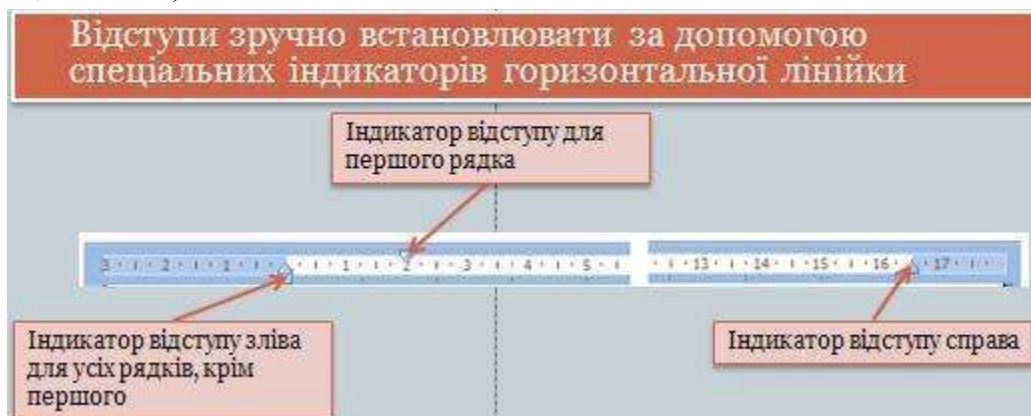 Відступи зручно встановлювати за допомогою
спеціальних індикаторів горизонтальної лінійки
Індикатор відступу для
першого рядка
3 2 1 1 2 3 4 5 13 14 15 16 17
Індикатор відступу зліва
для усіх рядків, крім
першого
Індикатор відступу справа